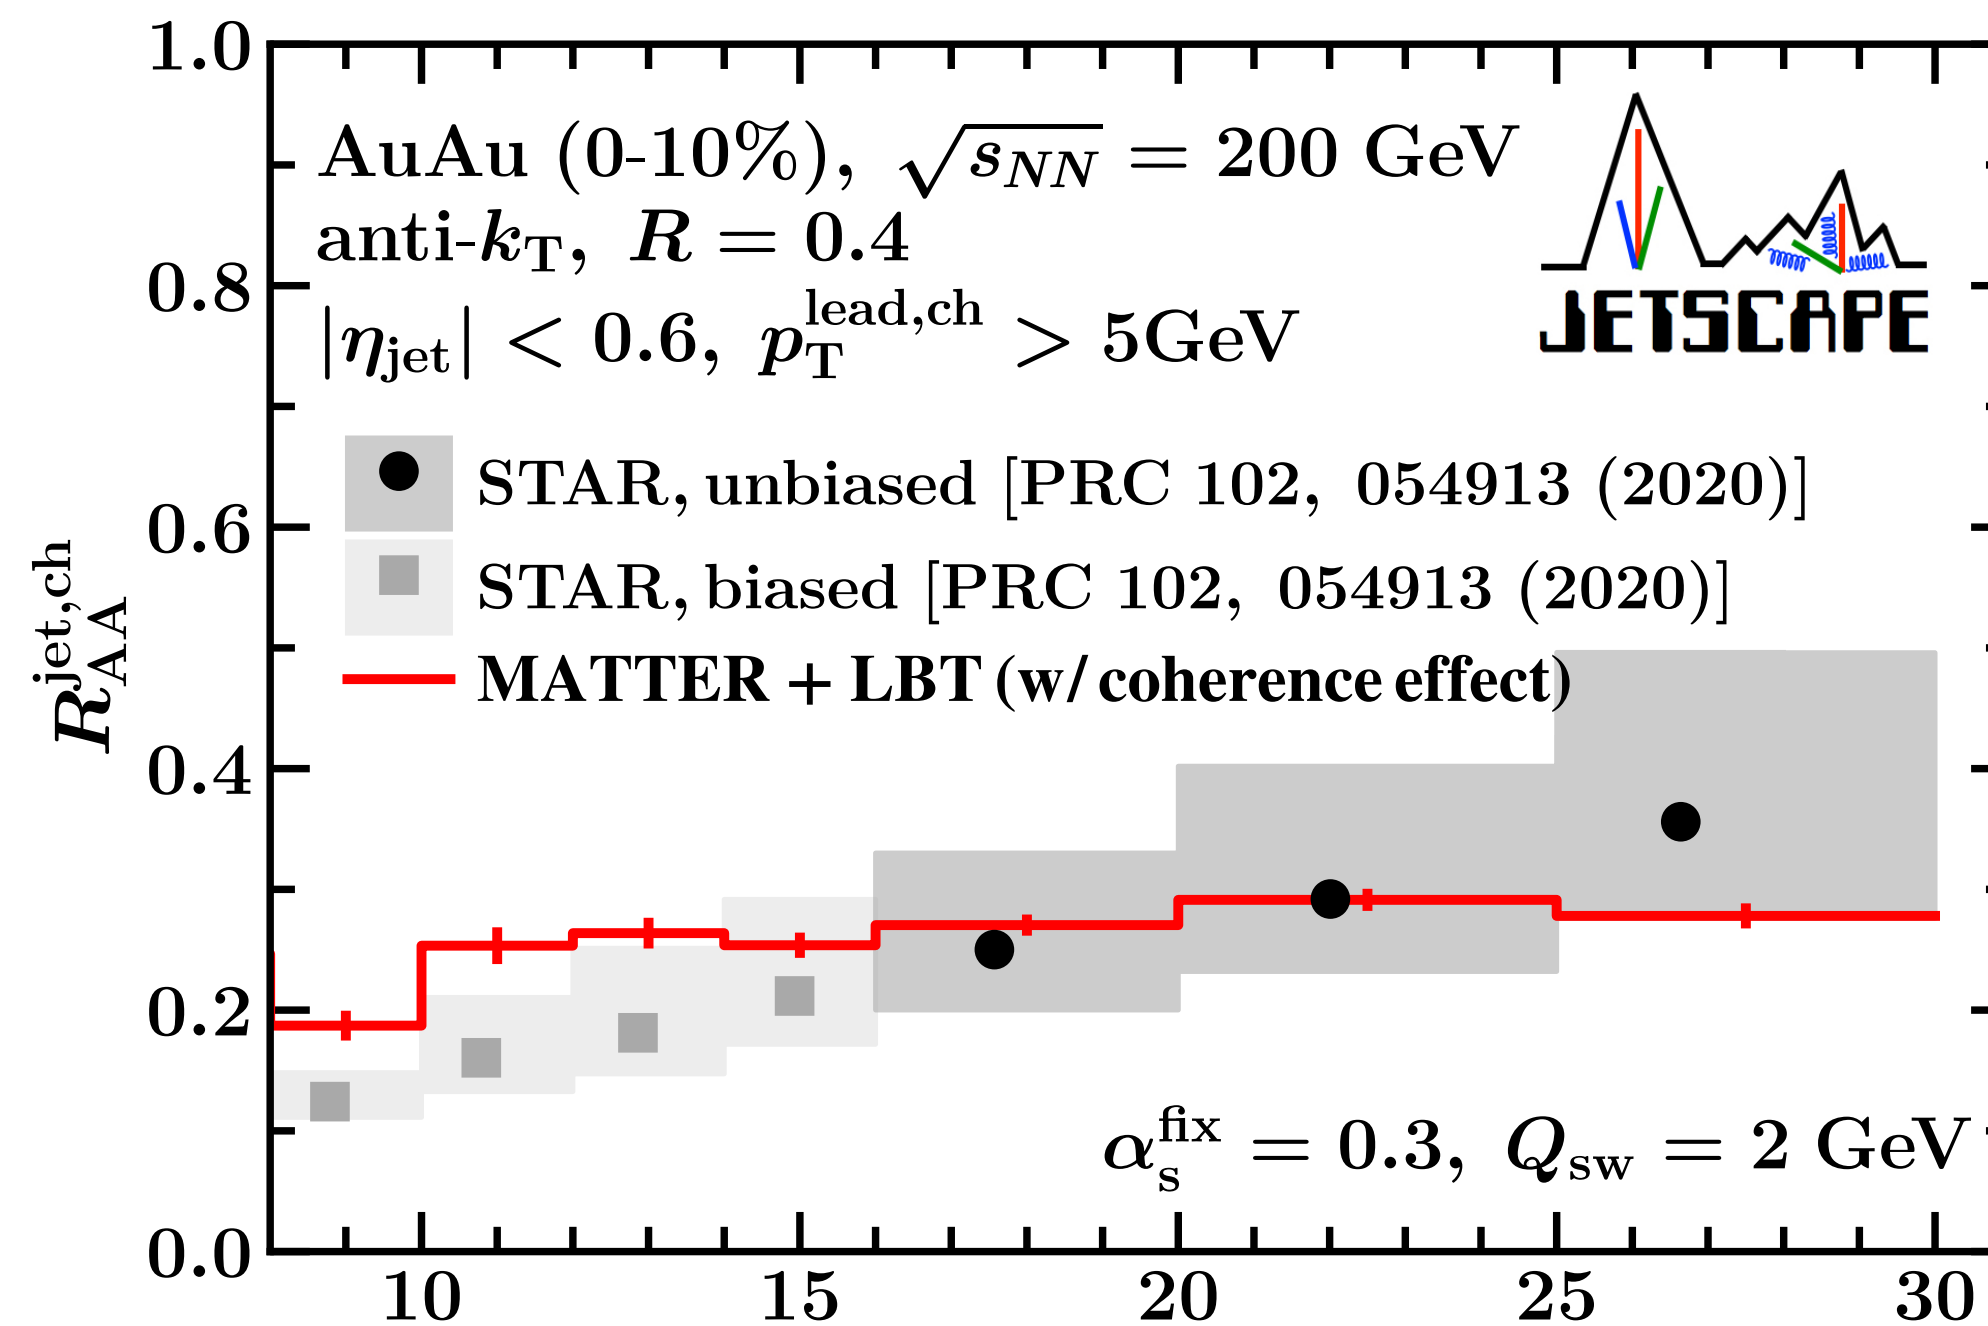 1.0
0.8
0.6
0.4
0.2
0.0
R_AA^jet,ch
AuAu (0-10%), √s_NN = 200 GeV
anti-k_T, R = 0.4
|η_jet| < 0.6, p_T^lead,ch > 5GeV
JETSCAPE
STAR, unbiased [PRC 102, 054913 (2020)]
STAR, biased [PRC 102, 054913 (2020)]
MATTER + LBT (w/ coherence effect)
α_s^fix = 0.3, Q_sw = 2 GeV
10 15 20 25 30